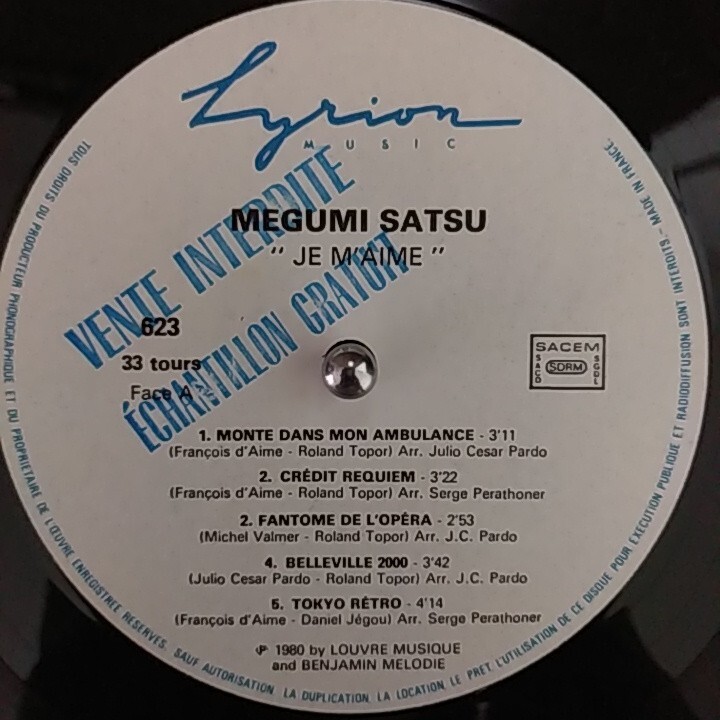 Lyrion
MUSIC
MEGUMI SATSU
" JE M'AIME "
VENTE INTERDITE
ÉCHANTILLON GRATUIT
623
33 tours
Face A
SACEM
SACD
SDRM
SGDL
1. MONTE DANS MON AMBULANCE - 3'11
(François d'Aime - Roland Topor) Arr. Julio Cesar Pardo
2. CRÉDIT REQUIEM - 3'22
(François d'Aime - Roland Topor) Arr. Serge Perathoner
2. FANTOME DE L'OPÉRA - 2'53
(Michel Valmer - Roland Topor) Arr. J.C. Pardo
4. BELLEVILLE 2000 - 3'42
(Julio Cesar Pardo - Roland Topor) Arr. J.C. Pardo
5. TOKYO RÉTRO - 4'14
(François d'Aime - Daniel Jégou) Arr. Serge Perathoner
℗ 1980 by LOUVRE MUSIQUE
and BENJAMIN MELODIE
TOUS DROITS DU PRODUCTEUR PHONOGRAPHIQUE ET DU PROPRIETAIRE DE L'ŒUVRE ENREGISTREE RESERVES. SAUF AUTORISATION, LA DUPLICATION, LA LOCATION, LE PRET, L'UTILISATION DE CE DISQUE POUR EXECUTION PUBLIQUE ET RADIODIFFUSION SONT INTERDITS. - MADE IN FRANCE.